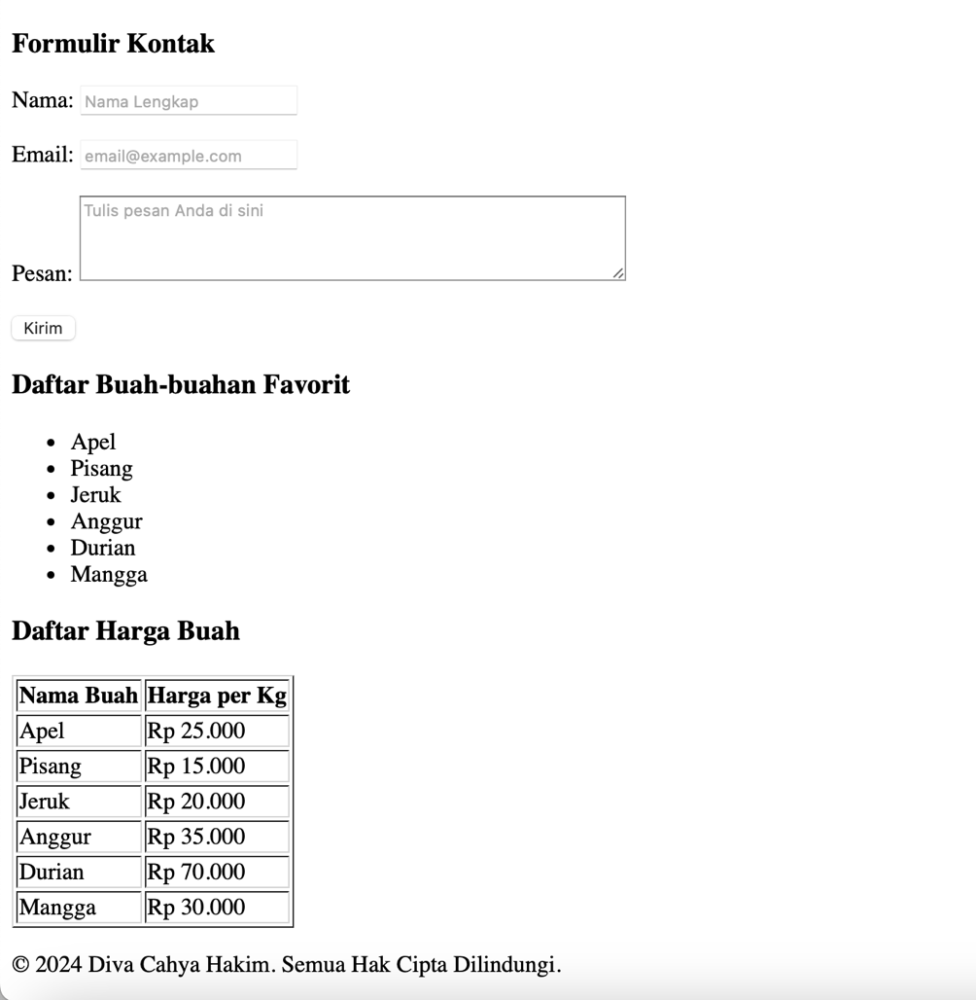 Formulir Kontak
Nama: Nama Lengkap
Email: email@example.com
Tulis pesan Anda di sini
Pesan:
Kirim
Daftar Buah-buahan Favorit
• Apel
• Pisang
• Jeruk
• Anggur
• Durian
• Mangga
Daftar Harga Buah
Nama Buah Harga per Kg
Apel Rp 25.000
Pisang Rp 15.000
Jeruk Rp 20.000
Anggur Rp 35.000
Durian Rp 70.000
Mangga Rp 30.000
© 2024 Diva Cahya Hakim. Semua Hak Cipta Dilindungi.